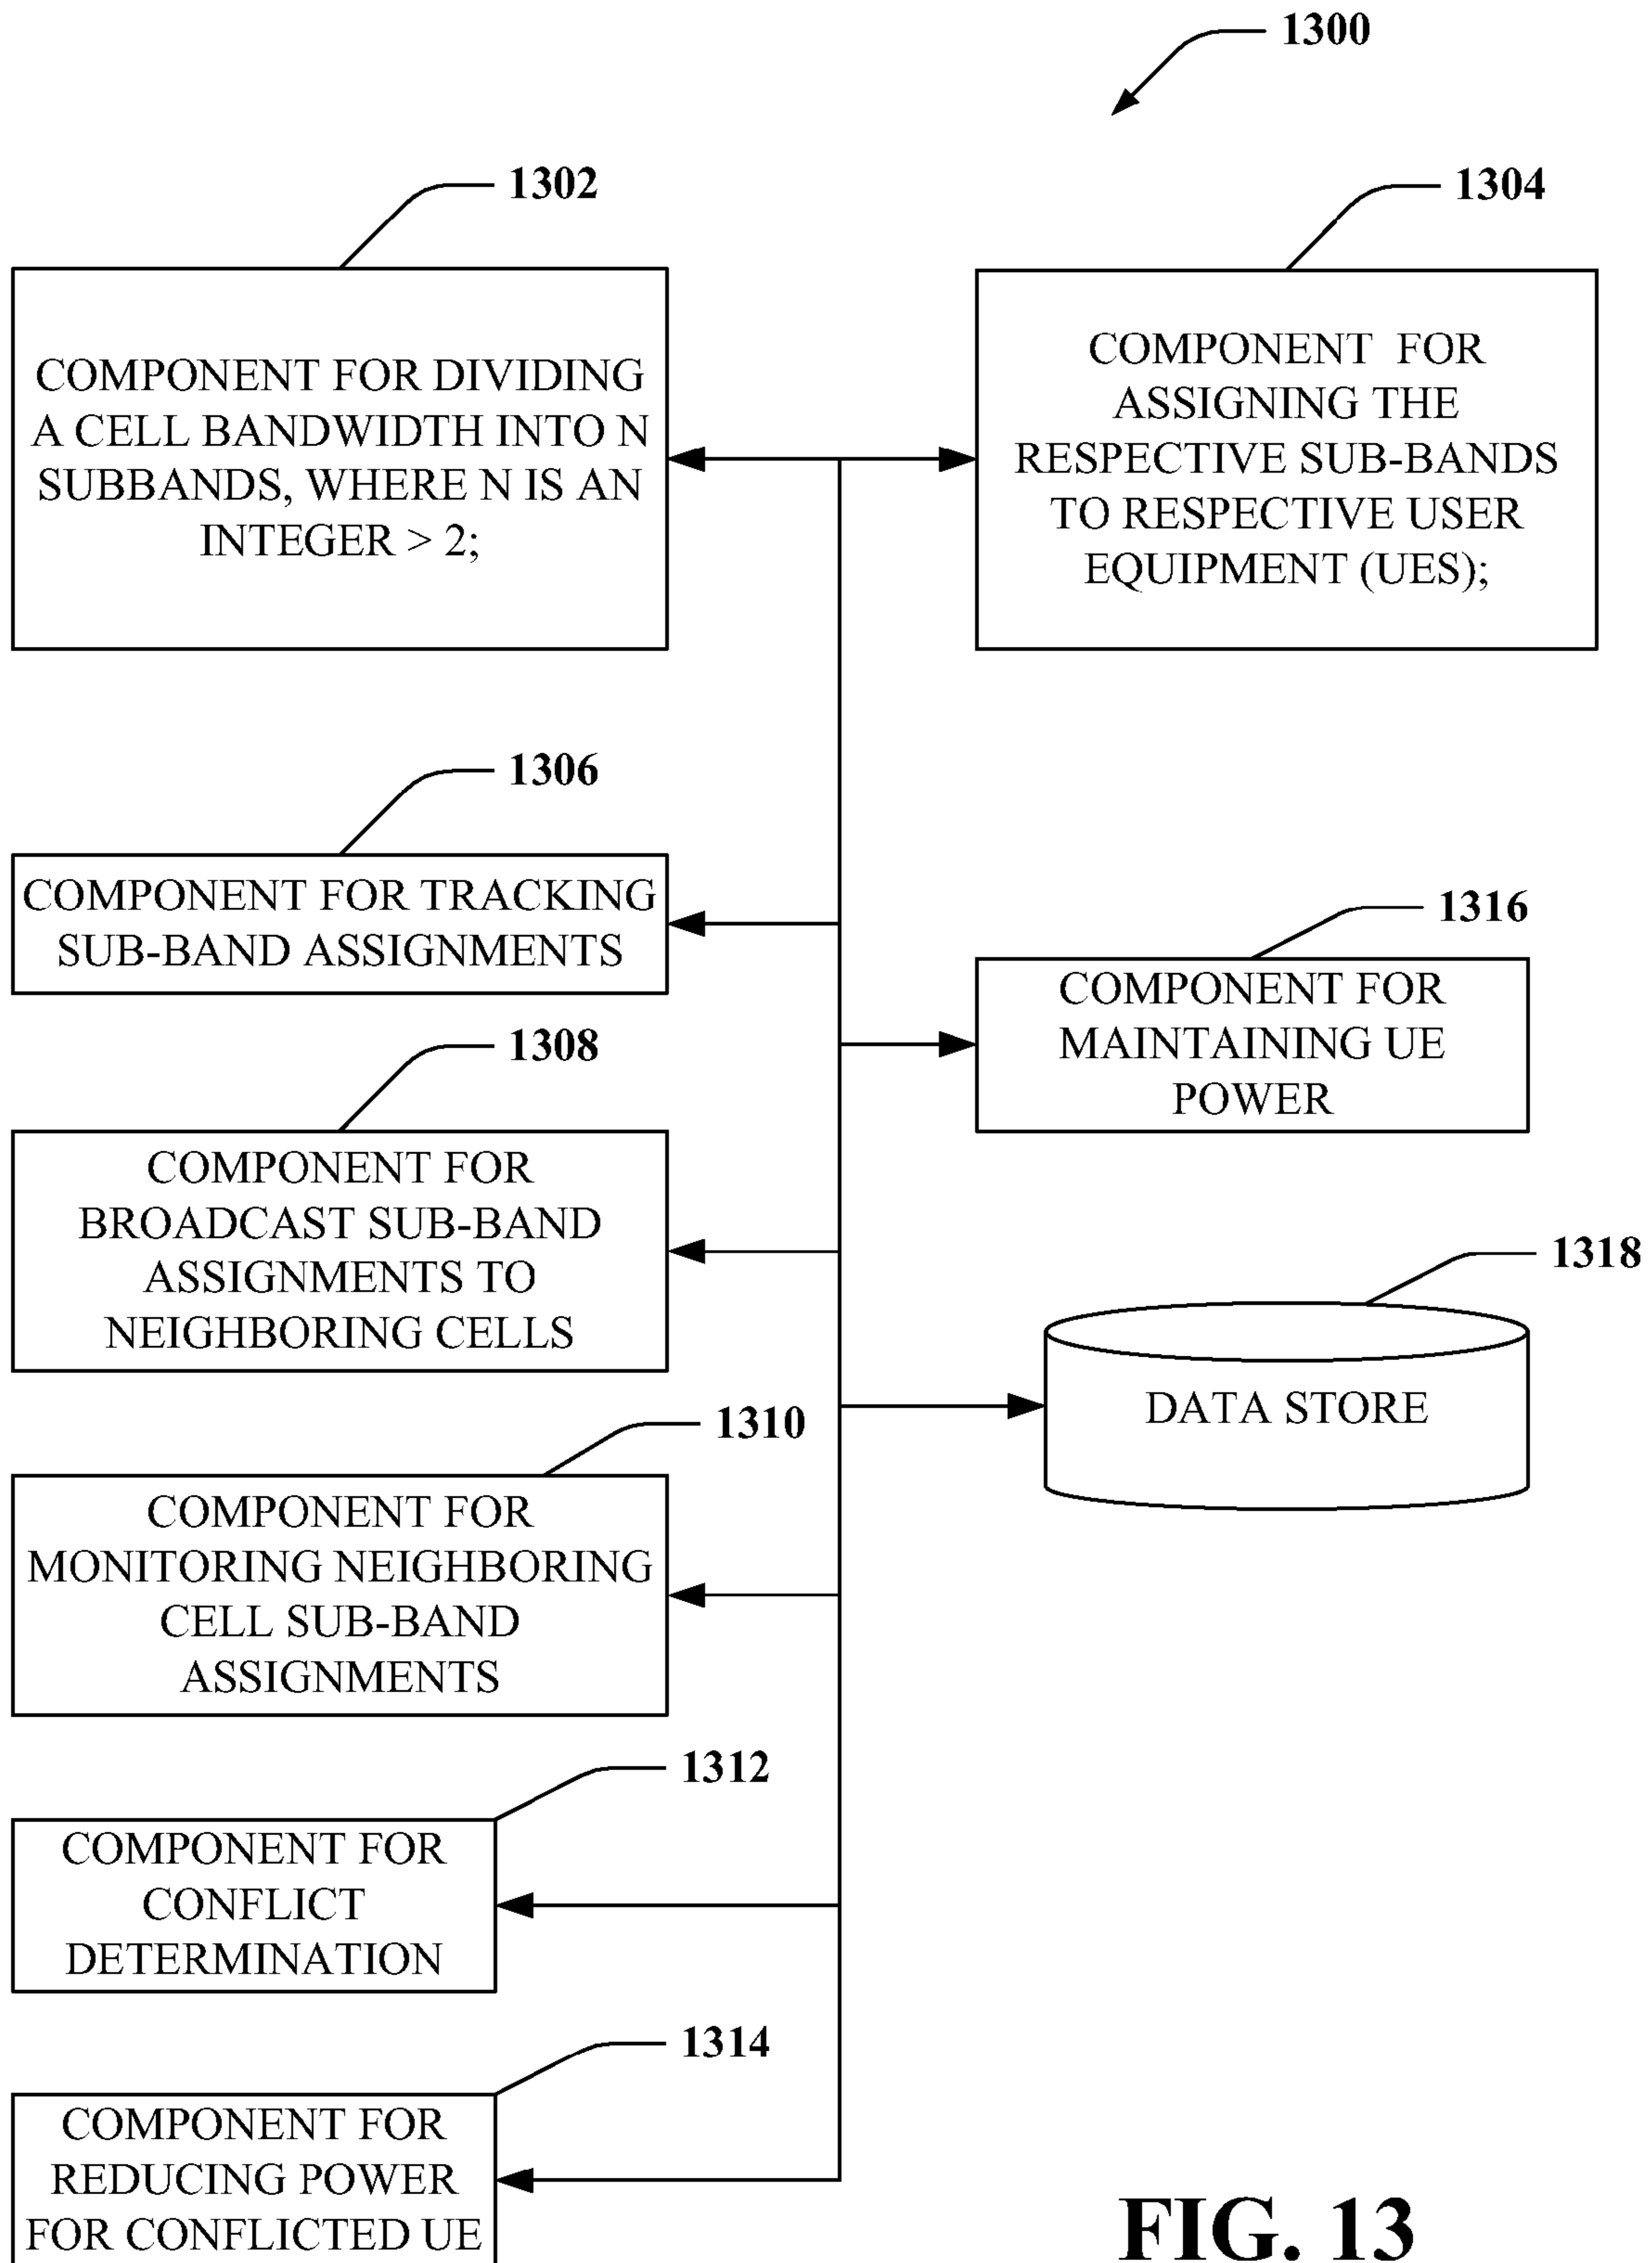 1300
1302
COMPONENT FOR DIVIDING
A CELL BANDWIDTH INTO N
SUBBANDS, WHERE N IS AN
INTEGER > 2;
1304
COMPONENT FOR
ASSIGNING THE
RESPECTIVE SUB-BANDS
TO RESPECTIVE USER
EQUIPMENT (UES);
1306
COMPONENT FOR TRACKING
SUB-BAND ASSIGNMENTS
1316
COMPONENT FOR
MAINTAINING UE
POWER
1308
COMPONENT FOR
BROADCAST SUB-BAND
ASSIGNMENTS TO
NEIGHBORING CELLS
1318
DATA STORE
1310
COMPONENT FOR
MONITORING NEIGHBORING
CELL SUB-BAND
ASSIGNMENTS
1312
COMPONENT FOR
CONFLICT
DETERMINATION
1314
COMPONENT FOR
REDUCING POWER
FOR CONFLICTED UE
FIG. 13